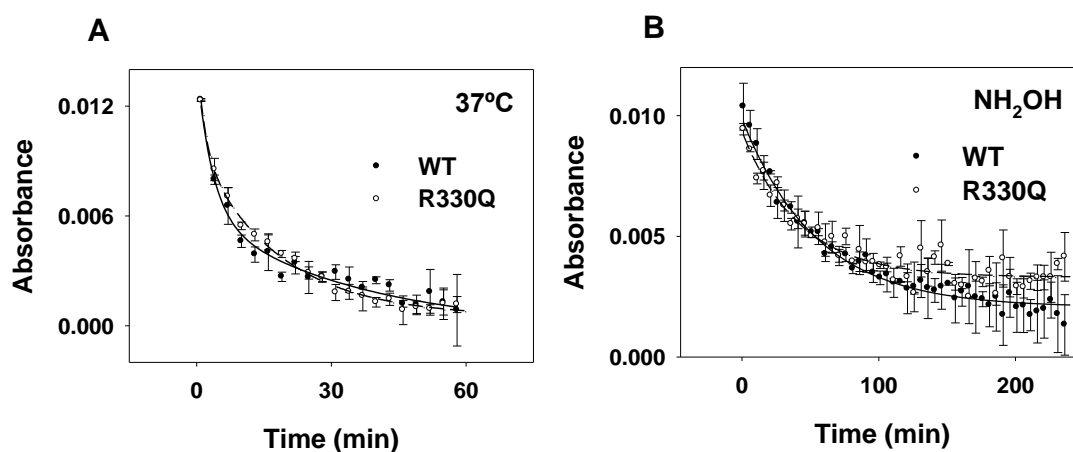 A
37ºC
WT
R330Q
Absorbance
0.012
0.006
0.000
0
30
60
Time (min)
B
NH2OH
WT
R330Q
Absorbance
0.010
0.005
0.000
0
100
200
Time (min)